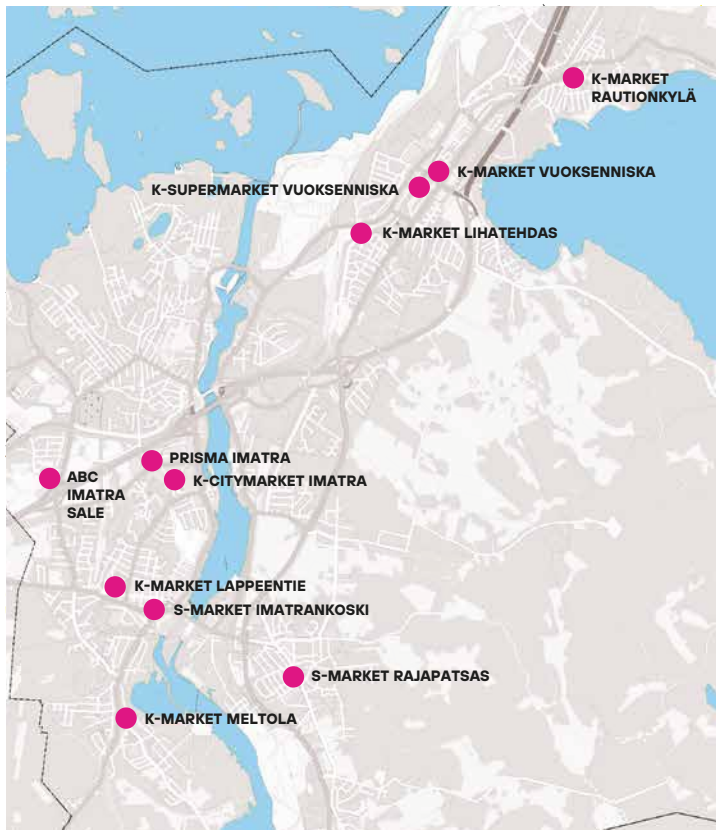 K-MARKET
RAUTIONKYLÄ
K-MARKET VUOKSENNISKA
K-SUPERMARKET VUOKSENNISKA
K-MARKET LIHATEHDAS
PRISMA IMATRA
K-CITYMARKET IMATRA
ABC
IMATRA
SALE
K-MARKET LAPPEENTIE
S-MARKET IMATRANKOSKI
S-MARKET RAJAPATSAS
K-MARKET MELTOLA